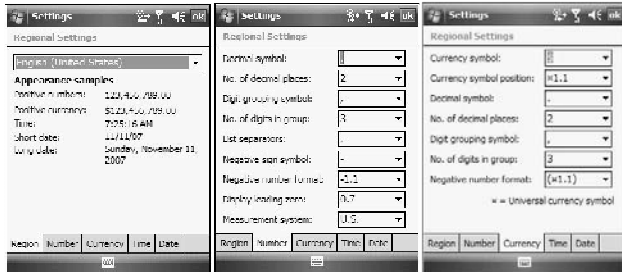 Settings
ok
Regional Settings
English (United States)
Appearance samples
Positive numbers: 123,456,789.00
Positive currency: $123,456,789.00
Time: 7:25:16 AM
Short date: 11/11/07
Long date: Sunday, November 11, 2007
Region Number Currency Time Date
Settings
ok
Regional Settings
Decimal symbol:
No. of decimal places: 2
Digit grouping symbol: ,
No. of digits in group: 3
List separators: ,
Negative sign symbol: -
Negative number format: -1.1
Display leading zero: 0.7
Measurement system: U.S.
Region Number Currency Time Date
Settings
ok
Regional Settings
Currency symbol:
Currency symbol position: ¤1.1
Decimal symbol: .
No. of decimal places: 2
Digit grouping symbol: ,
No. of digits in group: 3
Negative number format: (¤1.1)
¤ = Universal currency symbol
Region Number Currency Time Date